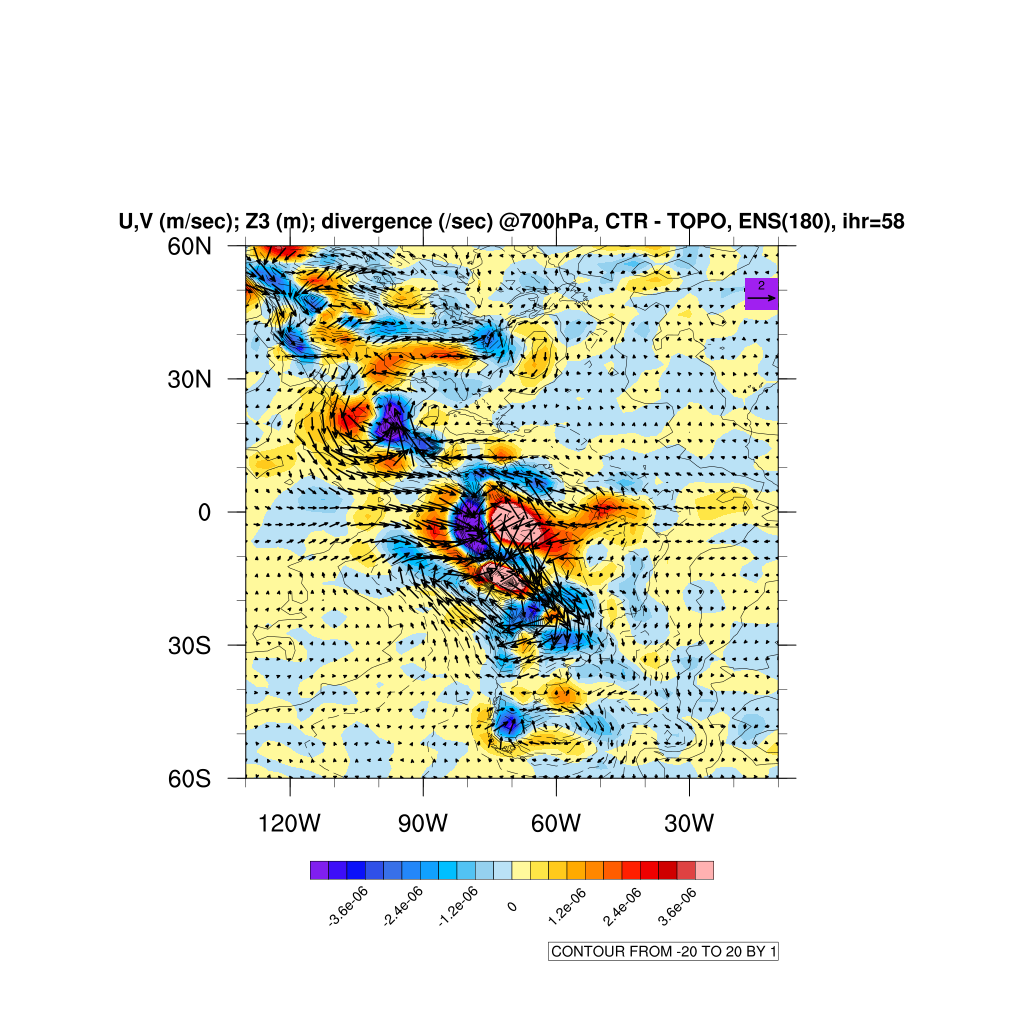 U,V (m/sec); Z3 (m); divergence (/sec) @700hPa, CTR - TOPO, ENS(180), ihr=58
60N
2
30N
0
30S
60S
120W 90W 60W 30W
-3.6e-06 -2.4e-06 -1.2e-06 0 1.2e-06 2.4e-06 3.6e-06
CONTOUR FROM -20 TO 20 BY 1